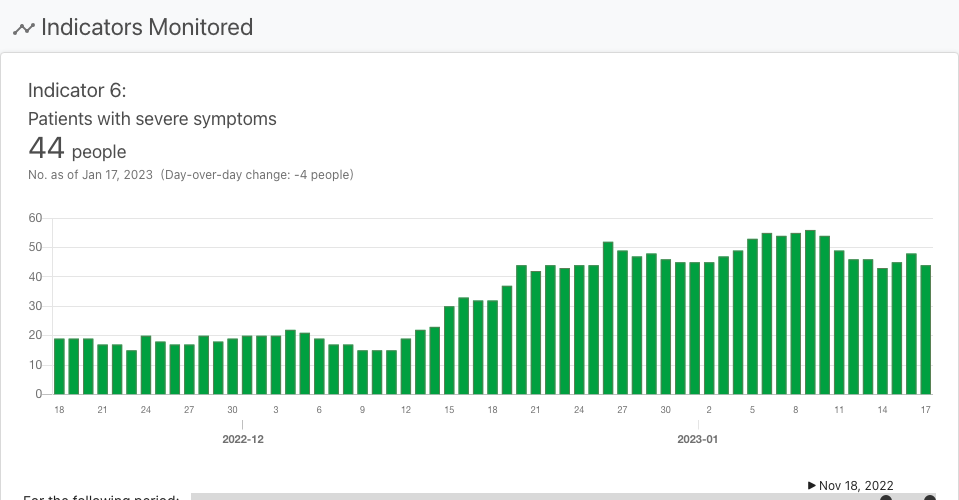 Indicators Monitored
Indicator 6:
Patients with severe symptoms
44 people
No. as of Jan 17, 2023 (Day-over-day change: -4 people)
60
50
40
30
20
10
0
18 21 24 27 30 3 6 9 12 15 18 21 24 27 30 2 5 8 11 14 17
2022-12 2023-01
Nov 18, 2022
For the following period: